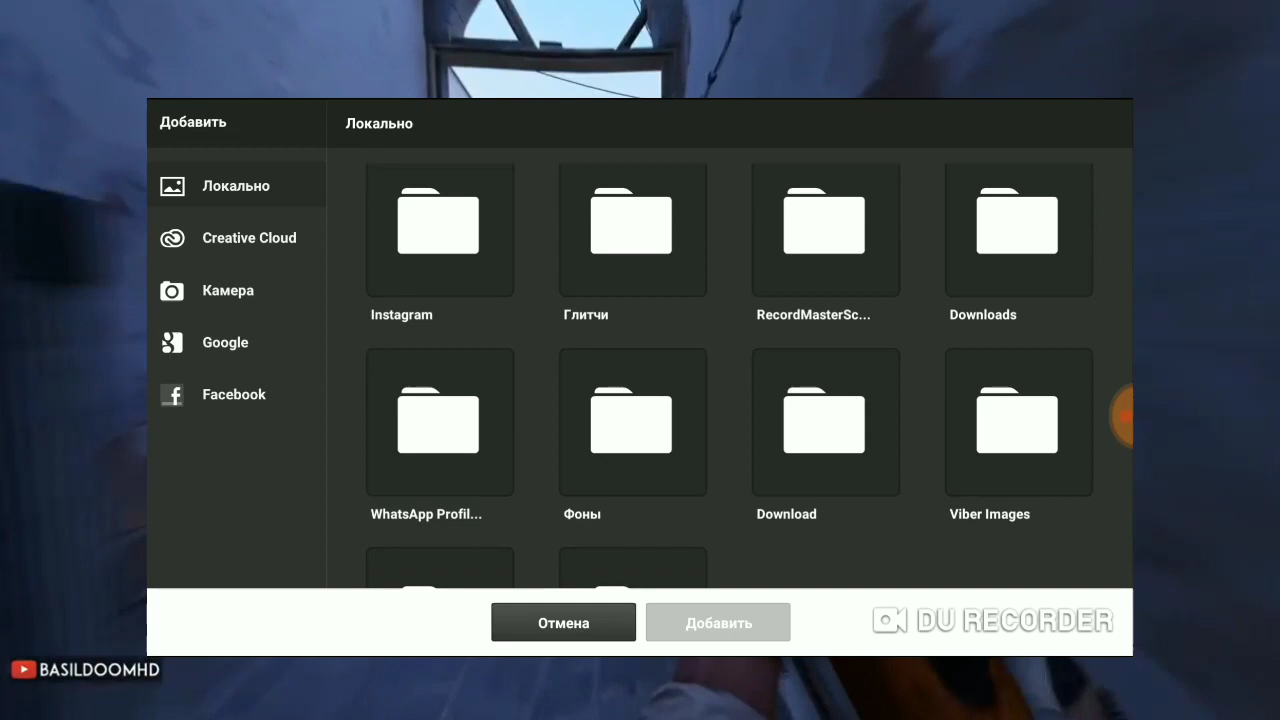 Добавить
Локально
Локально
Creative Cloud
Камера
Google
Facebook
Instagram
Глитчи
RecordMasterSc...
Downloads
WhatsApp Profil...
Фоны
Download
Viber Images
Отмена
Добавить
DU RECORDER
BASILDOOMHD